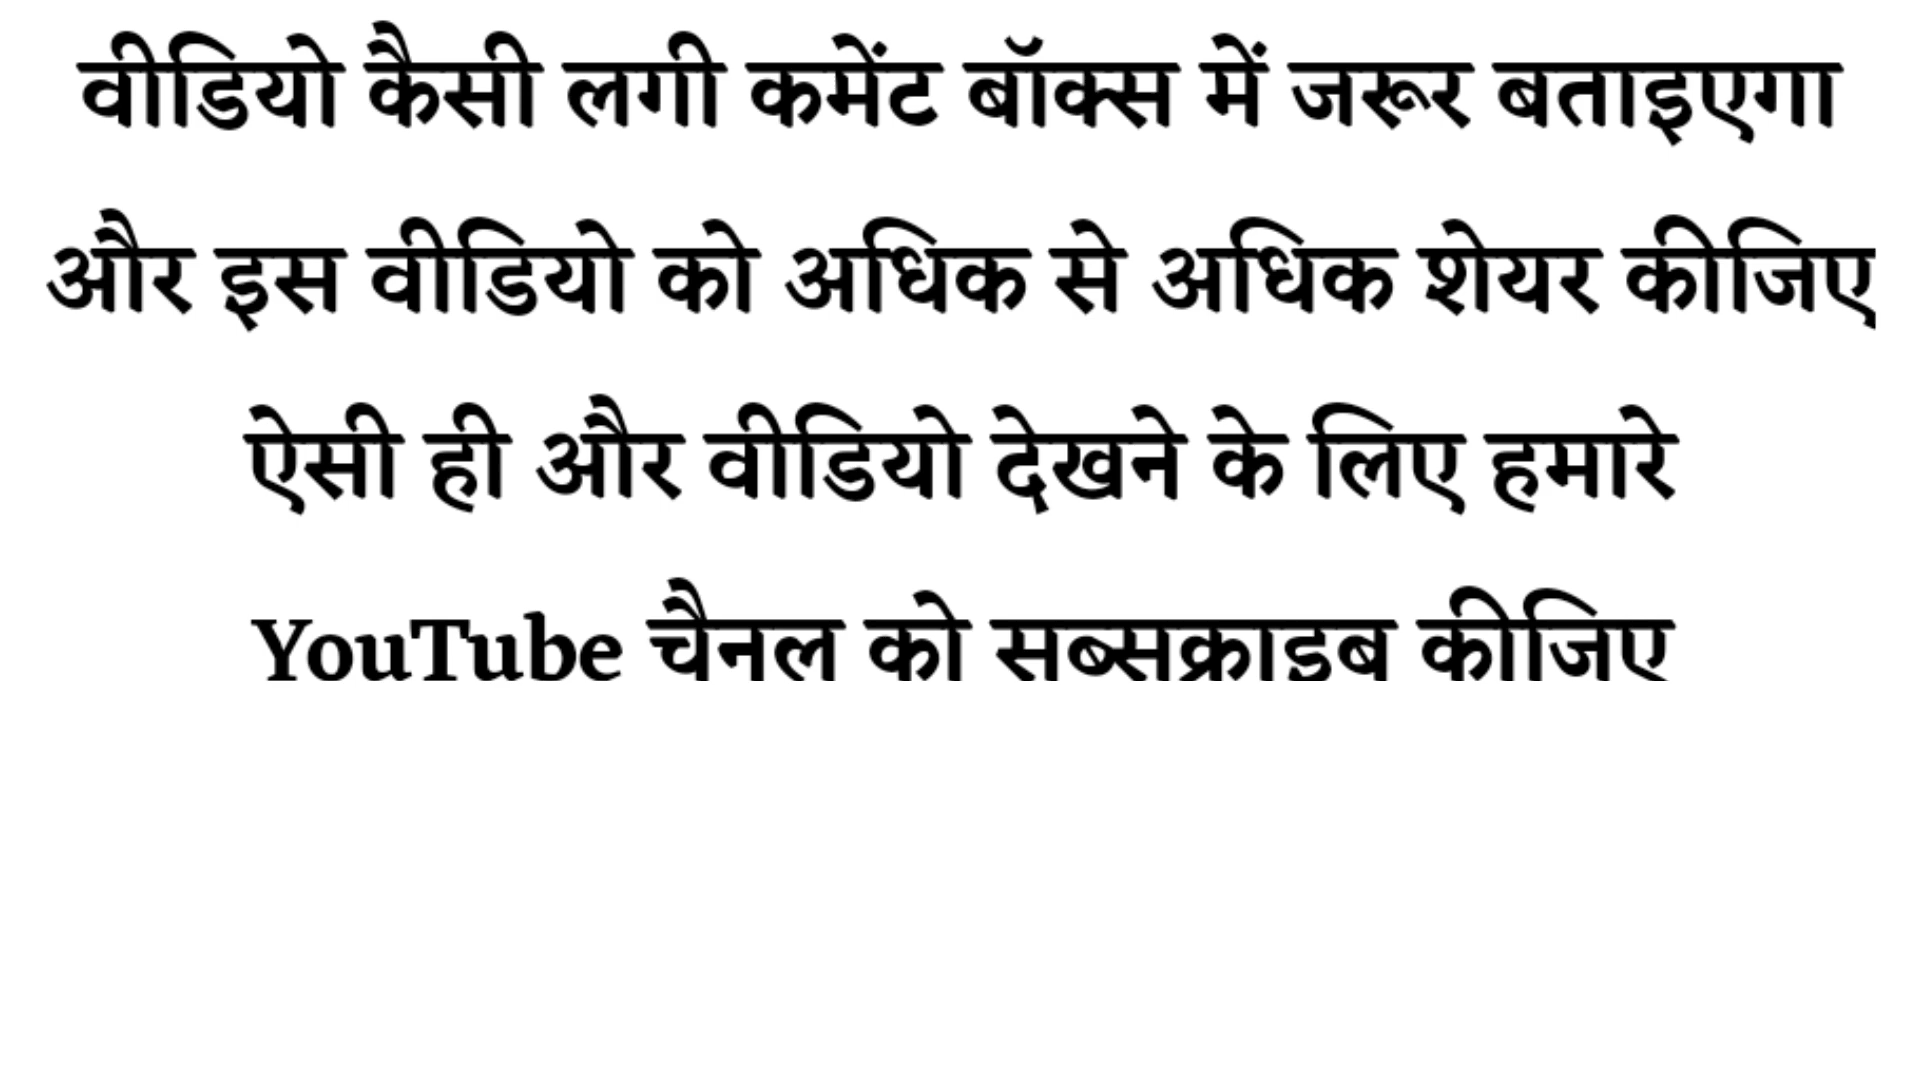 वीडियो कैसी लगी कमेंट बॉक्स में जरूर बताइएगा
और इस वीडियो को अधिक से अधिक शेयर कीजिए
ऐसी ही और वीडियो देखने के लिए हमारे
YouTube चैनल को सब्सक्राइब कीजिए